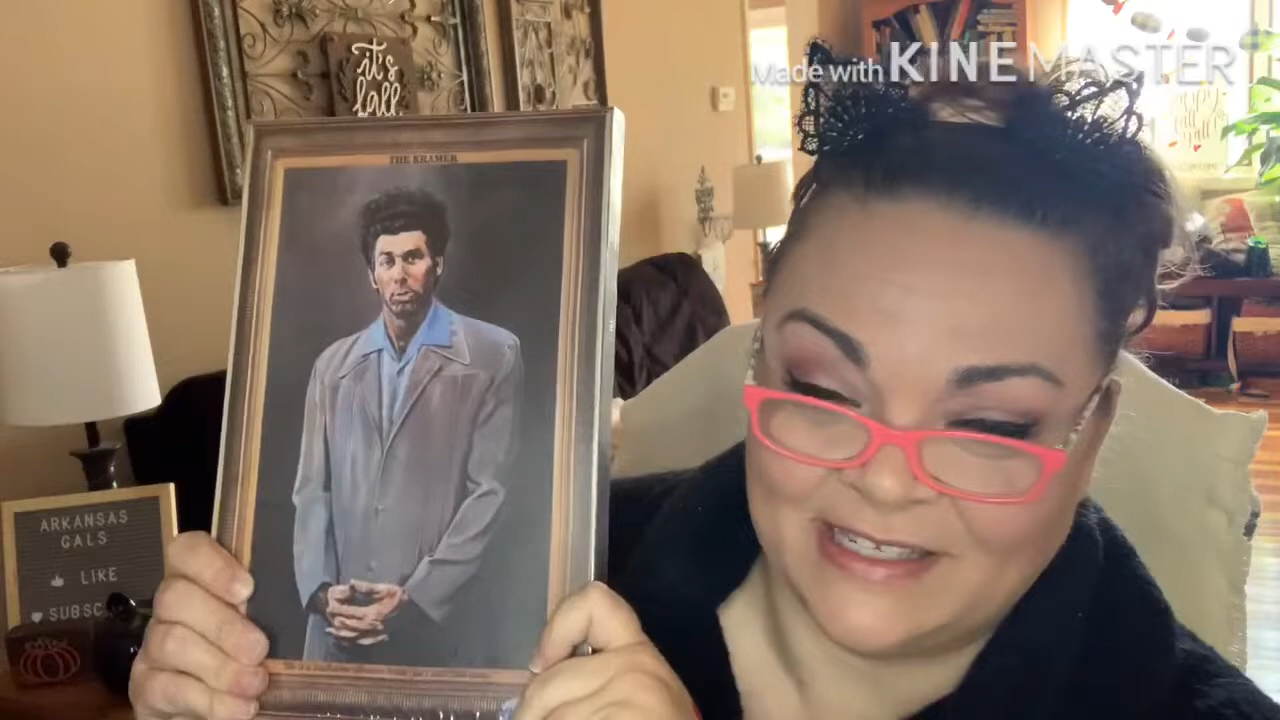 Made with KINEMASTER
it's
fall
THE KRAMER
ARKANSAS
GALS
LIKE
SUBSC